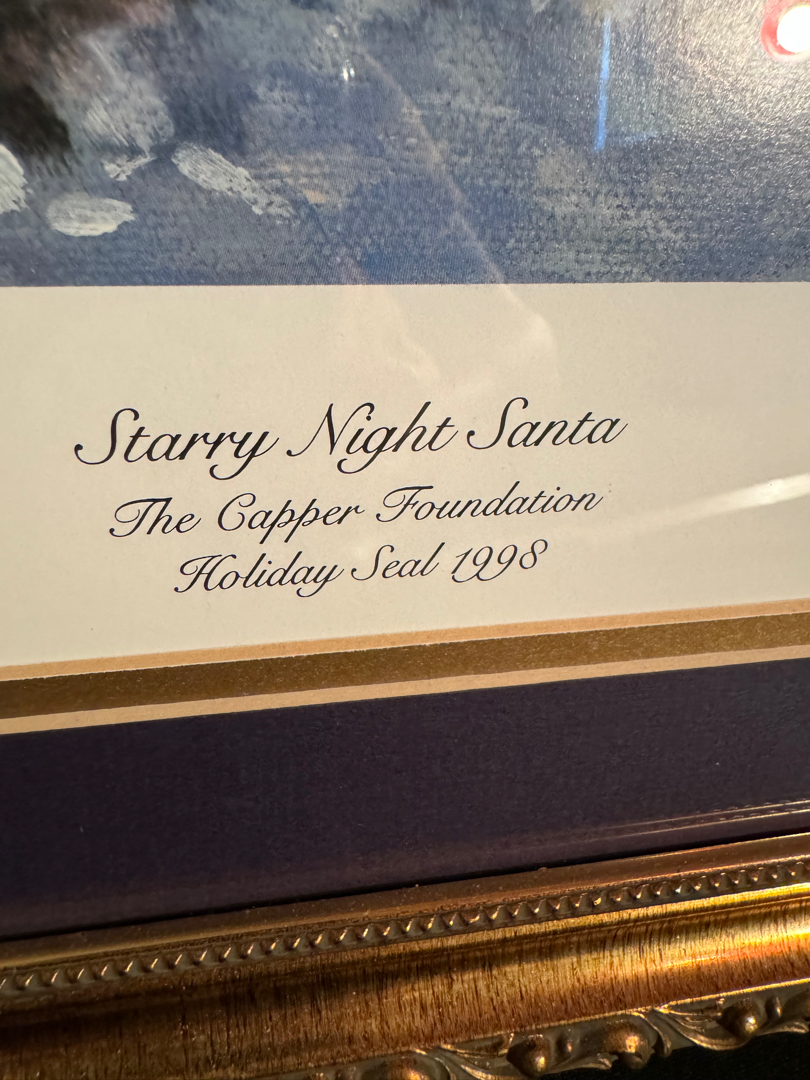 Starry Night Santa
The Capper Foundation
Holiday Seal 1998